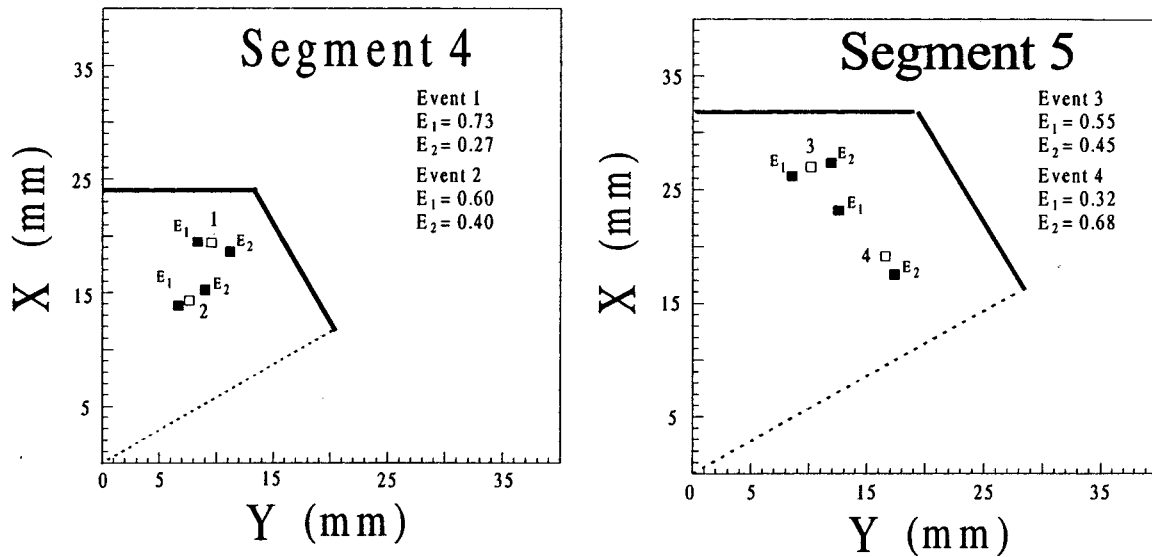 Segment 4
Event 1
E1 = 0.73
E2 = 0.27
Event 2
E1 = 0.60
E2 = 0.40
35
25
15
5
X (mm)
E1
1
E2
E1
E2
2
0
5
15
25
35
Y (mm)
Segment 5
Event 3
E1 = 0.55
E2 = 0.45
Event 4
E1 = 0.32
E2 = 0.68
35
25
15
5
X (mm)
E1
3
E2
E1
4
E2
0
5
15
25
35
Y (mm)